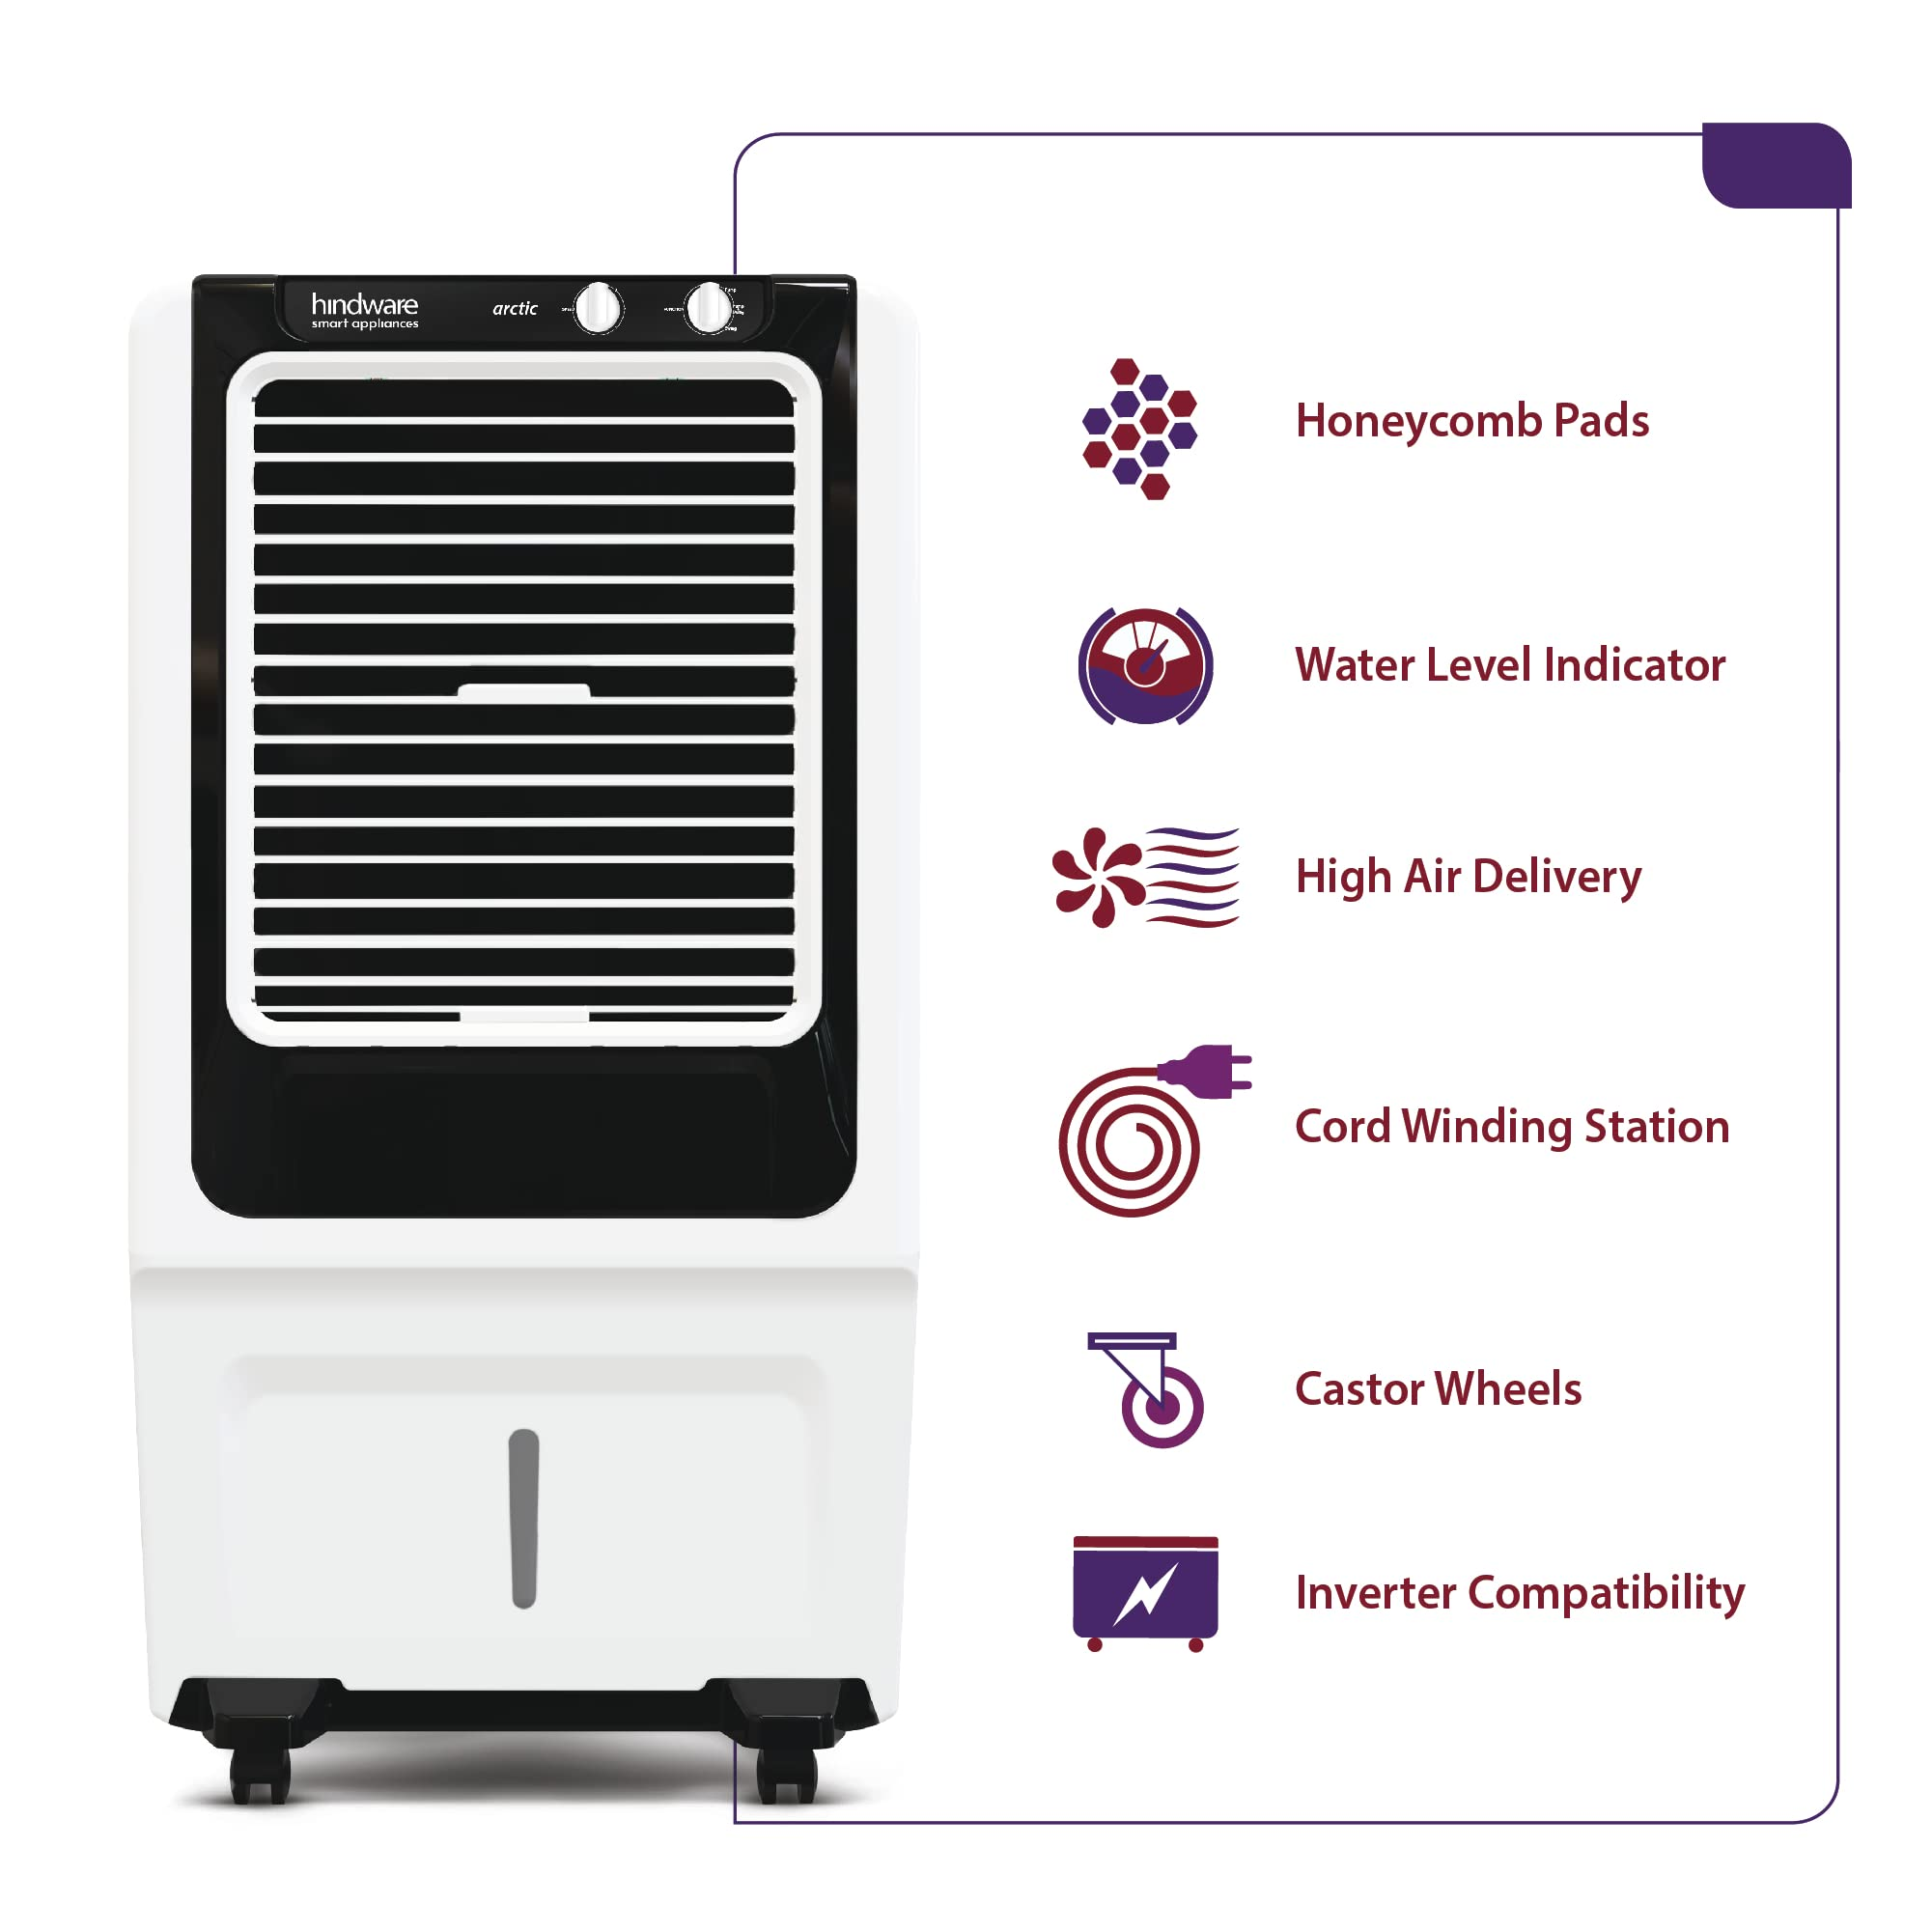 hindware
smart appliances
arctic
Honeycomb Pads
Water Level Indicator
High Air Delivery
Cord Winding Station
Castor Wheels
Inverter Compatibility